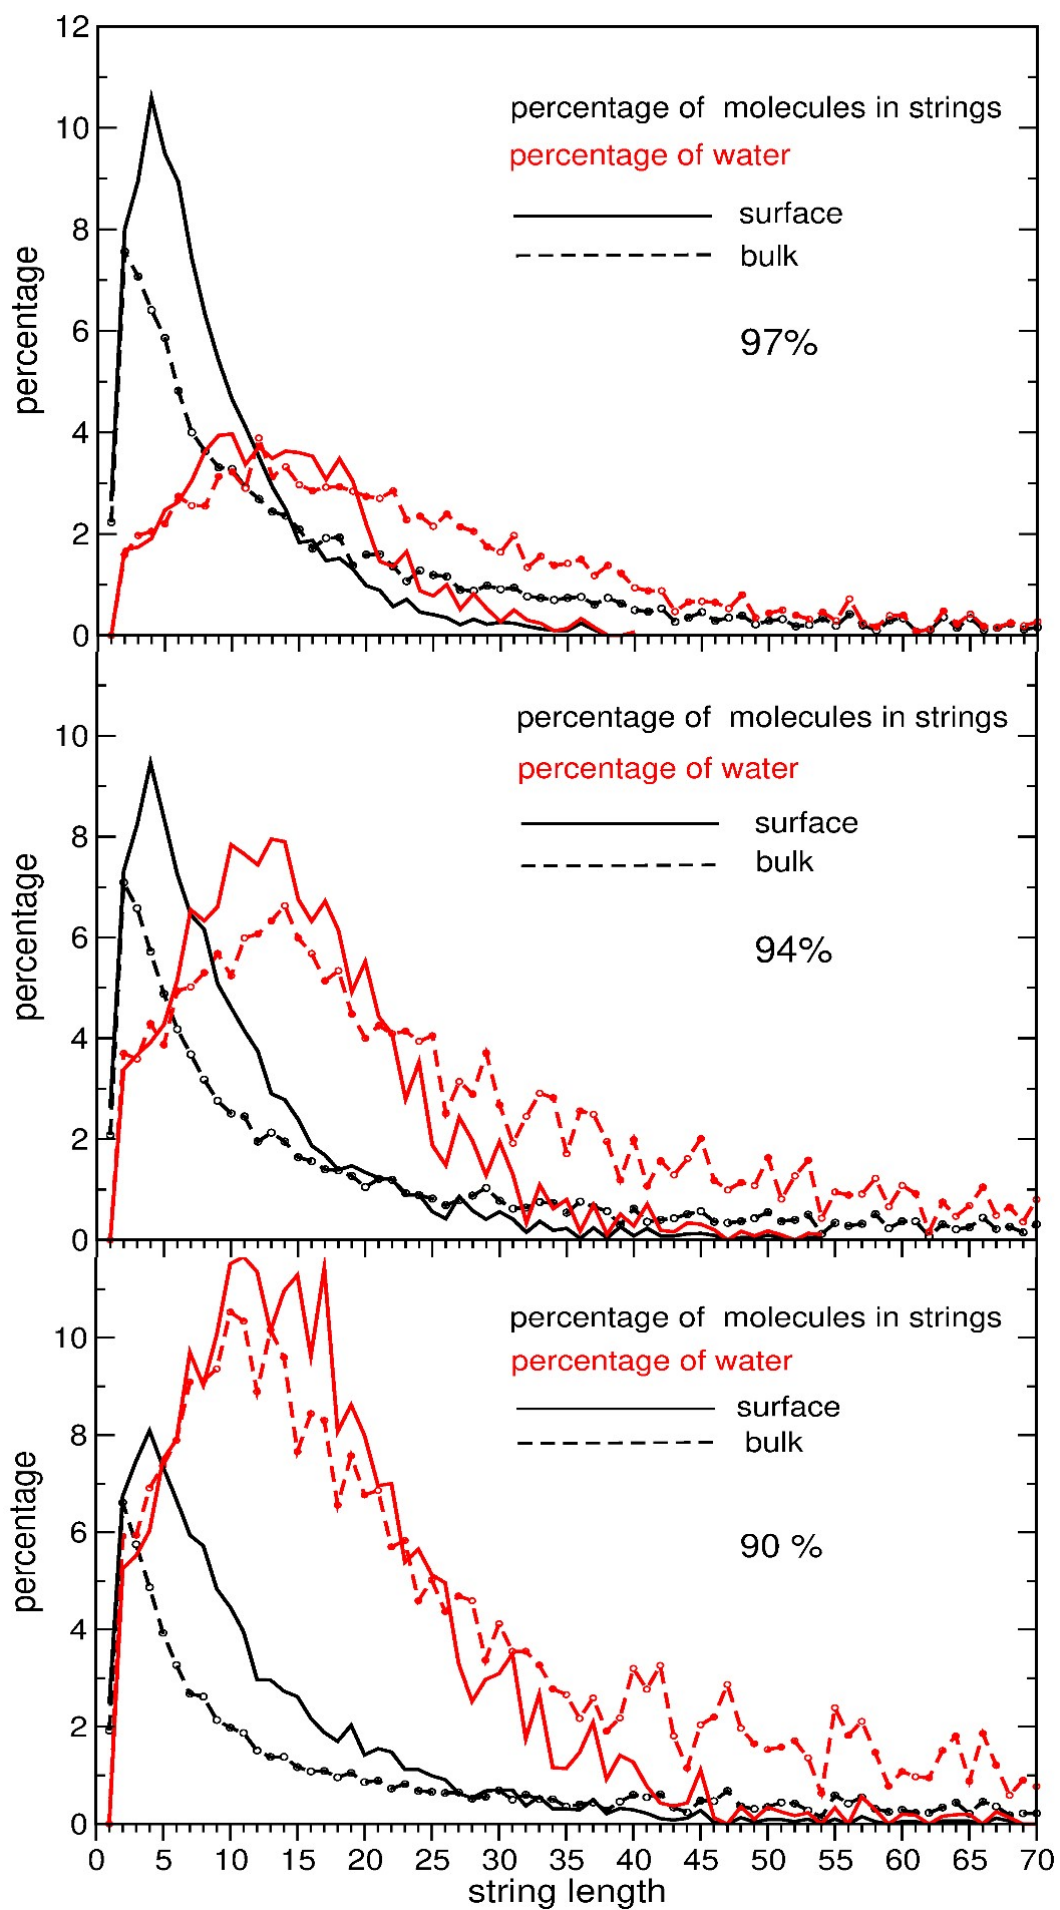 12
10
8
6
4
2
0
percentage
percentage of molecules in strings
percentage of water
surface
bulk
97%
10
8
6
4
2
0
percentage
percentage of molecules in strings
percentage of water
surface
bulk
94%
10
8
6
4
2
0
percentage
percentage of molecules in strings
percentage of water
surface
bulk
90 %
0 5 10 15 20 25 30 35 40 45 50 55 60 65 70
string length